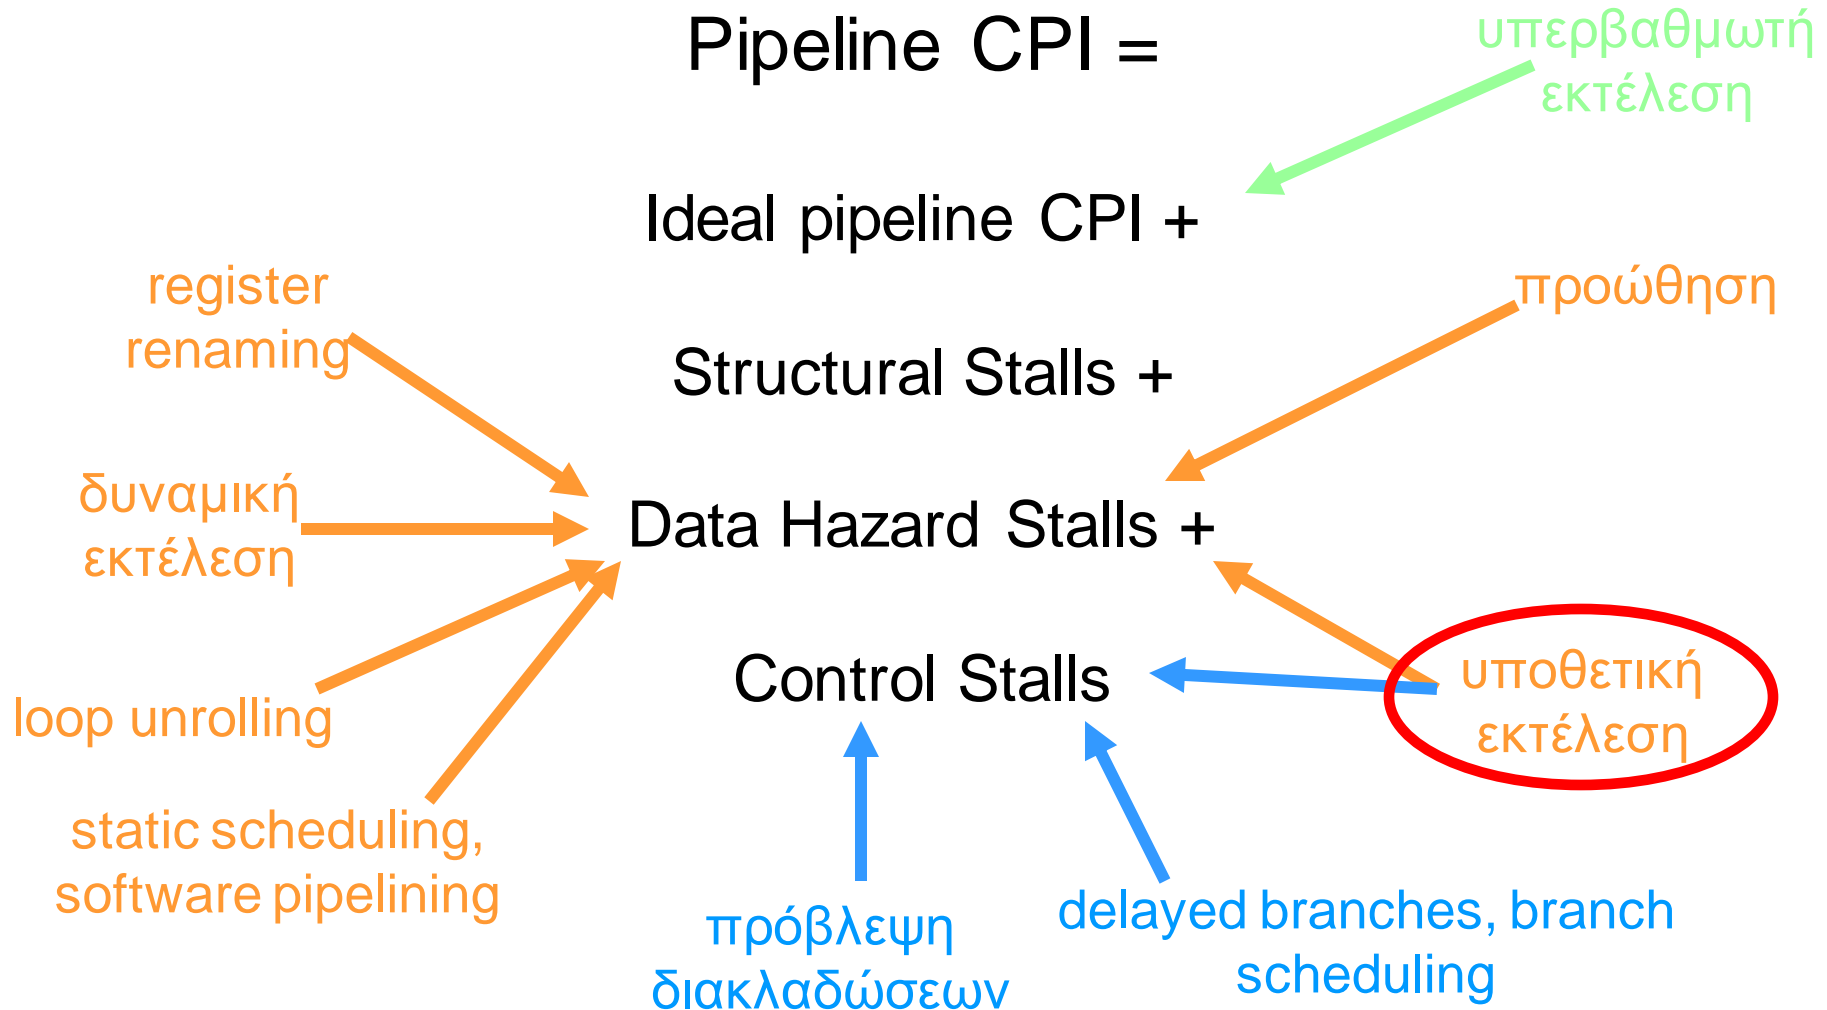 Pipeline CPI =
υπερβαθμωτή
εκτέλεση
Ideal pipeline CPI +
register
renaming
προώθηση
Structural Stalls +
δυναμική
εκτέλεση
Data Hazard Stalls +
loop unrolling
Control Stalls
υποθετική
εκτέλεση
static scheduling,
software pipelining
πρόβλεψη
διακλαδώσεων
delayed branches, branch
scheduling